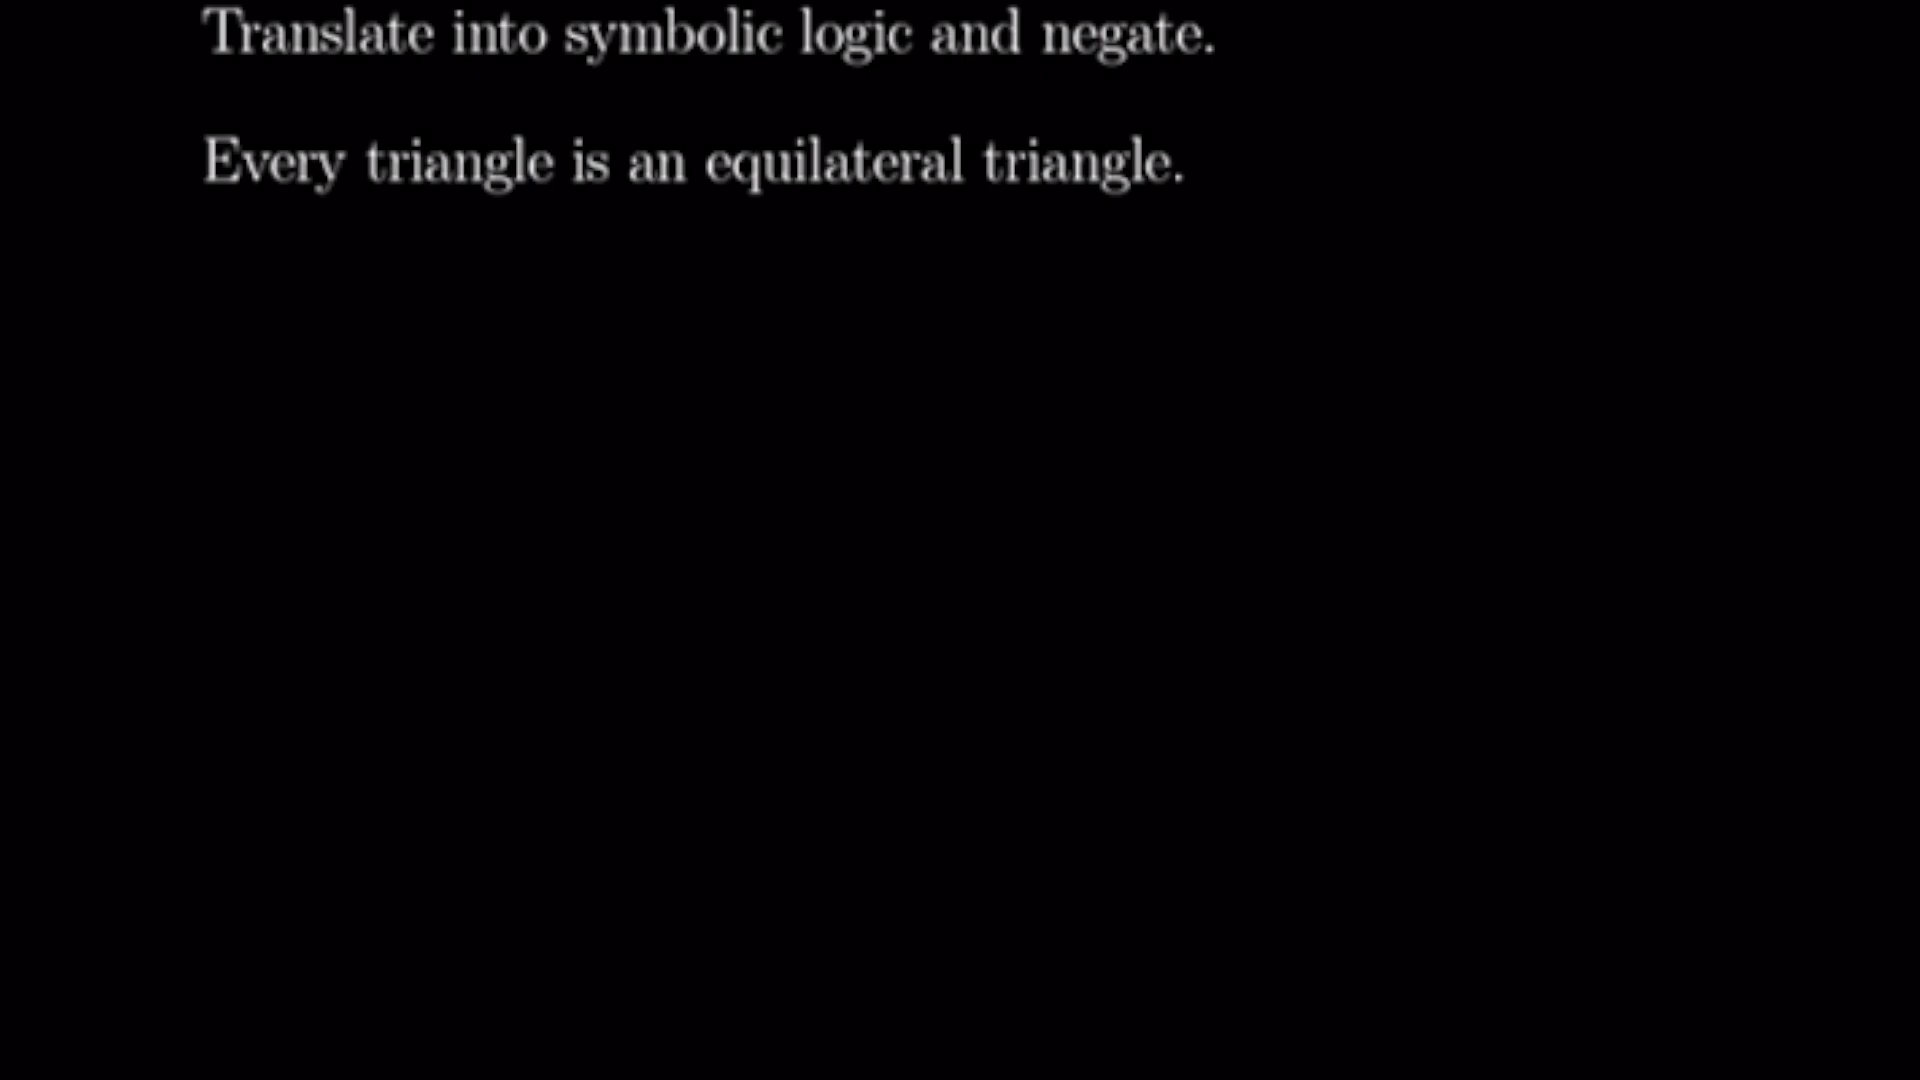 Translate into symbolic logic and negate.
Every triangle is an equilateral triangle.